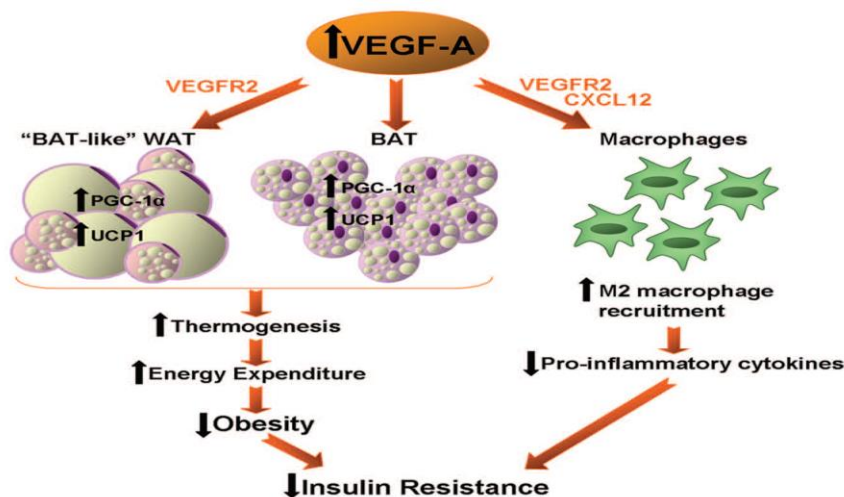 VEGF-A
VEGFR2
VEGFR2
CXCL12
“BAT-like” WAT
BAT
Macrophages
PGC-1α
UCP1
PGC-1α
UCP1
M2 macrophage
recruitment
Thermogenesis
Pro-inflammatory cytokines
Energy Expenditure
Obesity
Insulin Resistance